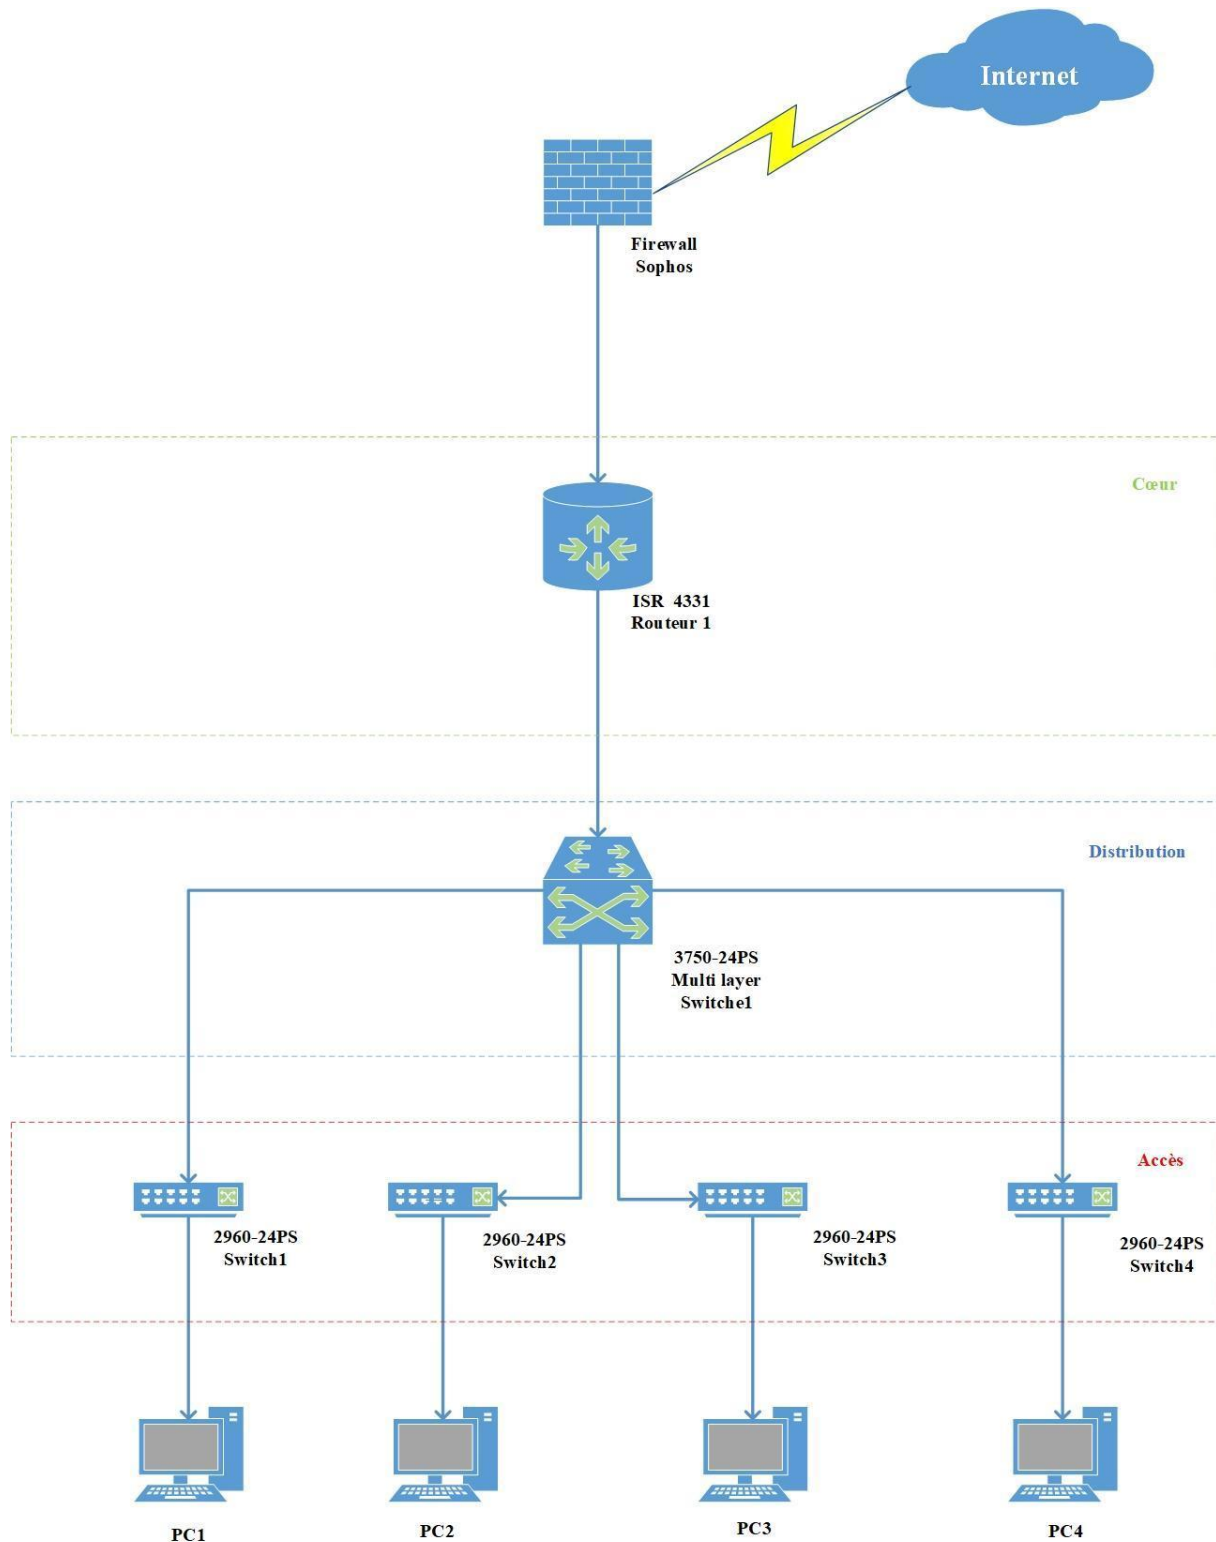 Internet
Firewall
Sophos
Cœur
ISR 4331
Routeur 1
Distribution
3750-24PS
Multi layer
Switche1
Accès
2960-24PS
Switch1
2960-24PS
Switch2
2960-24PS
Switch3
2960-24PS
Switch4
PC1
PC2
PC3
PC4